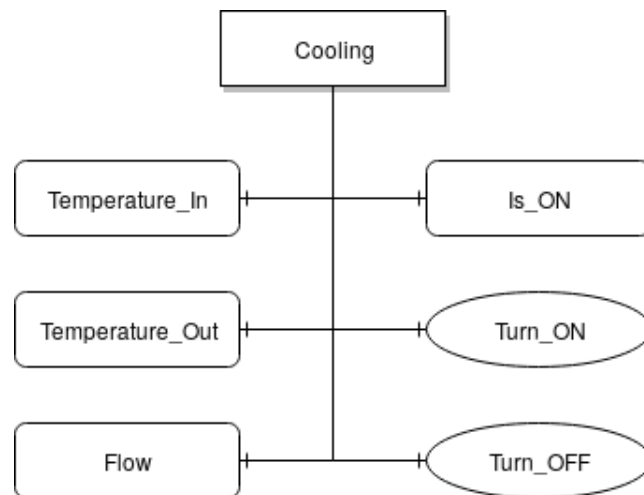 Cooling
Temperature_In
Is_ON
Temperature_Out
Turn_ON
Flow
Turn_OFF